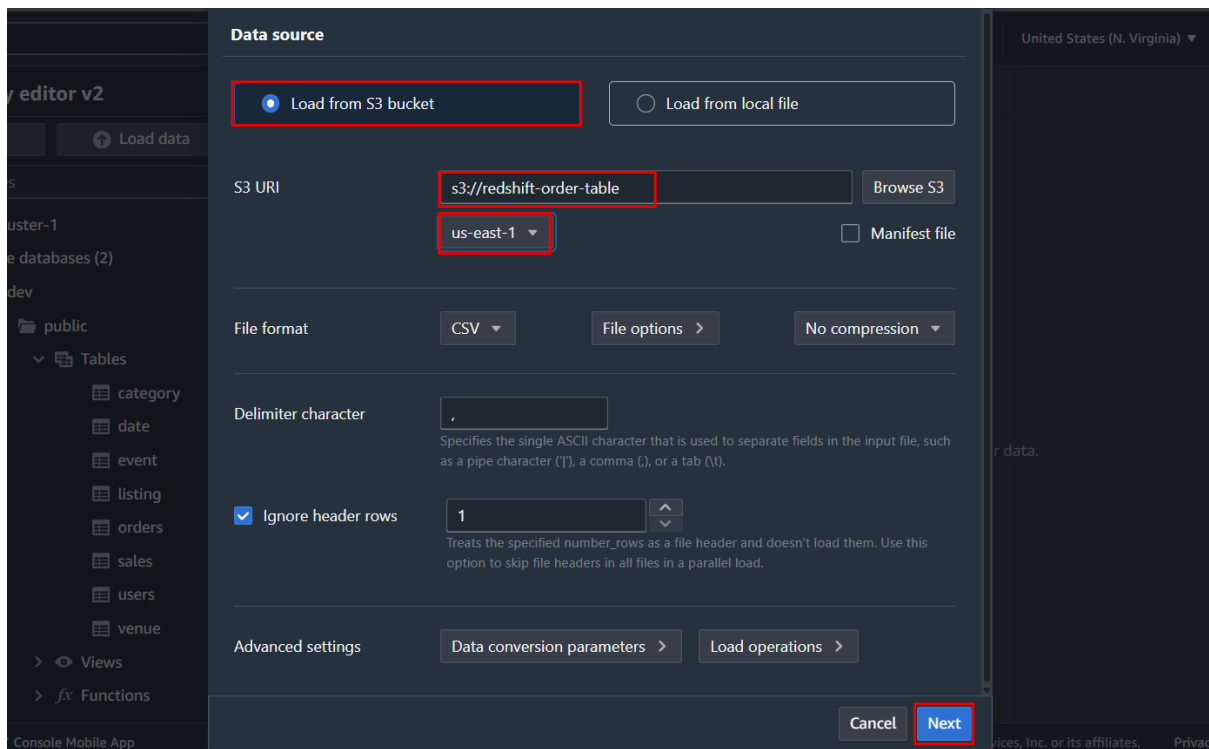 Data source
United States (N. Virginia) ▼
Load from S3 bucket
Load from local file
editor v2
Load data
S3 URI
s3://redshift-order-table
Browse S3
us-east-1
Manifest file
uster-1
e databases (2)
dev
public
Tables
category
date
event
listing
orders
sales
users
venue
Views
fx Functions
File format
CSV
File options >
No compression
Delimiter character
,
Specifies the single ASCII character that is used to separate fields in the input file, such
as a pipe character ('|'), a comma (,), or a tab (\t).
r data.
Ignore header rows
1
Treats the specified number_rows as a file header and doesn't load them. Use this
option to skip file headers in all files in a parallel load.
Advanced settings
Data conversion parameters >
Load operations >
Cancel
Next
Console Mobile App
vices, Inc. or its affiliates.
Privac